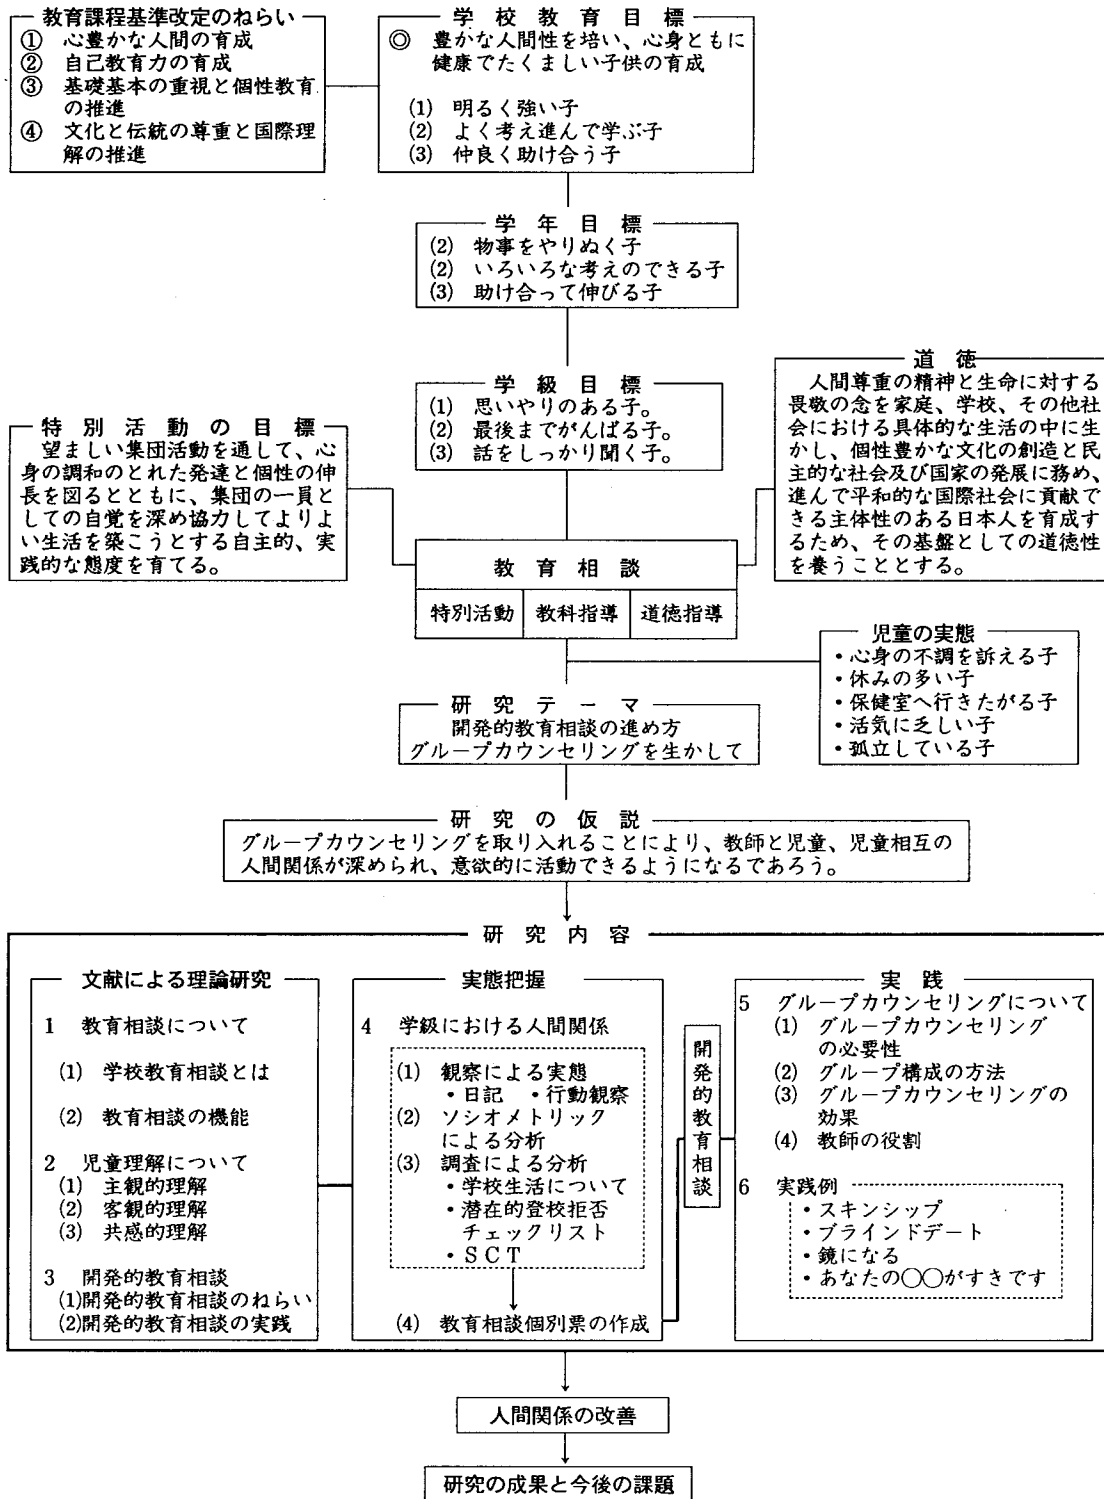 教育課程基準改定のねらい
① 心豊かな人間の育成
② 自己教育力の育成
③ 基礎基本の重視と個性教育
の推進
④ 文化と伝統の尊重と国際理
解の推進
学校教育目標
◎ 豊かな人間性を培い、心身ともに
健康でたくましい子供の育成
(1) 明るく強い子
(2) よく考え進んで学ぶ子
(3) 仲良く助け合う子
学年目標
(2) 物事をやりぬく子
(2) いろいろな考えのできる子
(3) 助け合って伸びる子
学級目標
(1) 思いやりのある子。
(2) 最後までがんばる子。
(3) 話をしっかり聞く子。
特別活動の目標
望ましい集団活動を通して、心
身の調和のとれた発達と個性の伸
長を図るとともに、集団の一員と
しての自覚を深め協力してよりよ
い生活を築こうとする自主的、実
践的な態度を育てる。
道徳
人間尊重の精神と生命に対する
畏敬の念を家庭、学校、その他社
会における具体的な生活の中に生
かし、個性豊かな文化の創造と民
主的な社会及び国家の発展に務め、
進んで平和的な国際社会に貢献で
きる主体性のある日本人を育成す
るため、その基盤としての道徳性
を養うこととする。
教育相談
特別活動 教科指導 道徳指導
児童の実態
・心身の不調を訴える子
・休みの多い子
・保健室へ行きたがる子
・活気に乏しい子
・孤立している子
研究テーマ
開発的教育相談の進め方
グループカウンセリングを生かして
研究の仮説
グループカウンセリングを取り入れることにより、教師と児童、児童相互の
人間関係が深められ、意欲的に活動できるようになるであろう。
研究内容
文献による理論研究
1 教育相談について
(1) 学校教育相談とは
(2) 教育相談の機能
2 児童理解について
(1) 主観的理解
(2) 客観的理解
(3) 共感的理解
3 開発的教育相談
(1)開発的教育相談のねらい
(2)開発的教育相談の実践
実態把握
4 学級における人間関係
(1) 観察による実態
・日記 ・行動観察
(2) ソシオメトリック
による分析
(3) 調査による分析
・学校生活について
・潜在的登校拒否
チェックリスト
・SCT
(4) 教育相談個別票の作成
開発的教育相談
実践
5 グループカウンセリングについて
(1) グループカウンセリング
の必要性
(2) グループ構成の方法
(3) グループカウンセリングの
効果
(4) 教師の役割
6 実践例
・スキンシップ
・ブラインドデート
・鏡になる
・あなたの○○がすきです
人間関係の改善
研究の成果と今後の課題